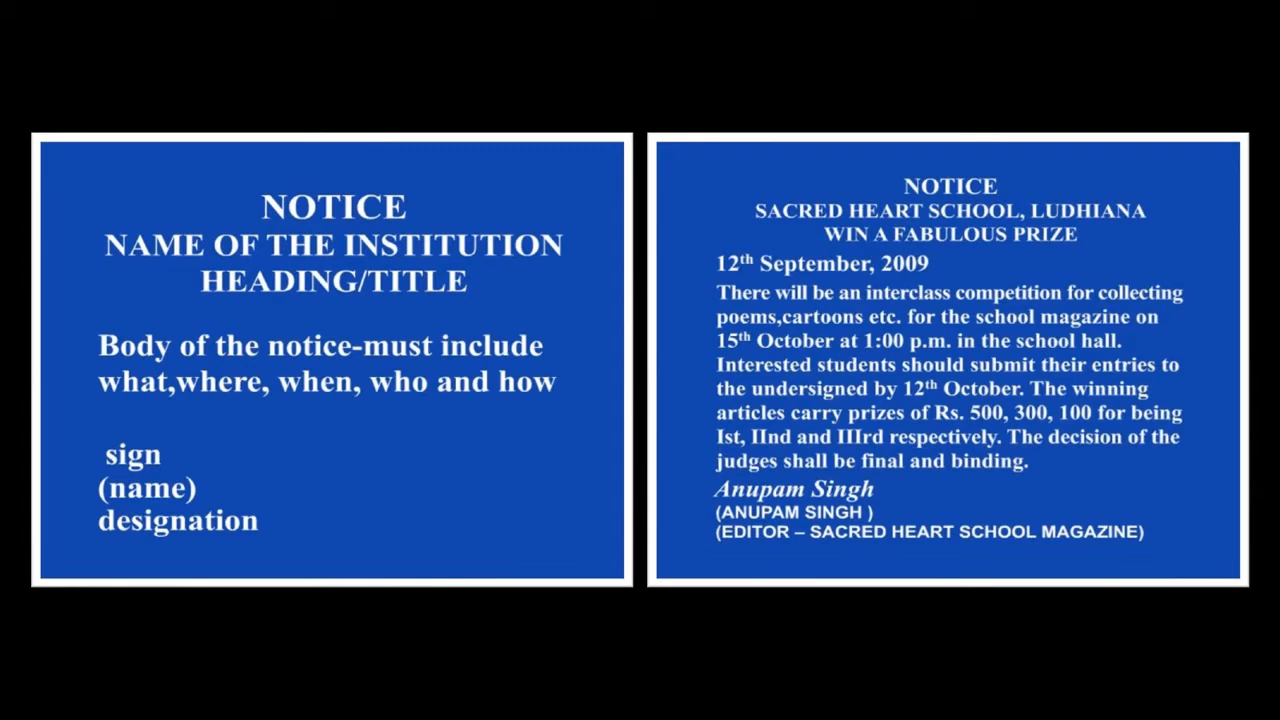 NOTICE
NAME OF THE INSTITUTION
HEADING/TITLE
Body of the notice-must include
what,where, when, who and how
sign
(name)
designation
NOTICE
SACRED HEART SCHOOL, LUDHIANA
WIN A FABULOUS PRIZE
12th September, 2009
There will be an interclass competition for collecting
poems,cartoons etc. for the school magazine on
15th October at 1:00 p.m. in the school hall.
Interested students should submit their entries to
the undersigned by 12th October. The winning
articles carry prizes of Rs. 500, 300, 100 for being
Ist, IInd and IIIrd respectively. The decision of the
judges shall be final and binding.
Anupam Singh
(ANUPAM SINGH )
(EDITOR – SACRED HEART SCHOOL MAGAZINE)